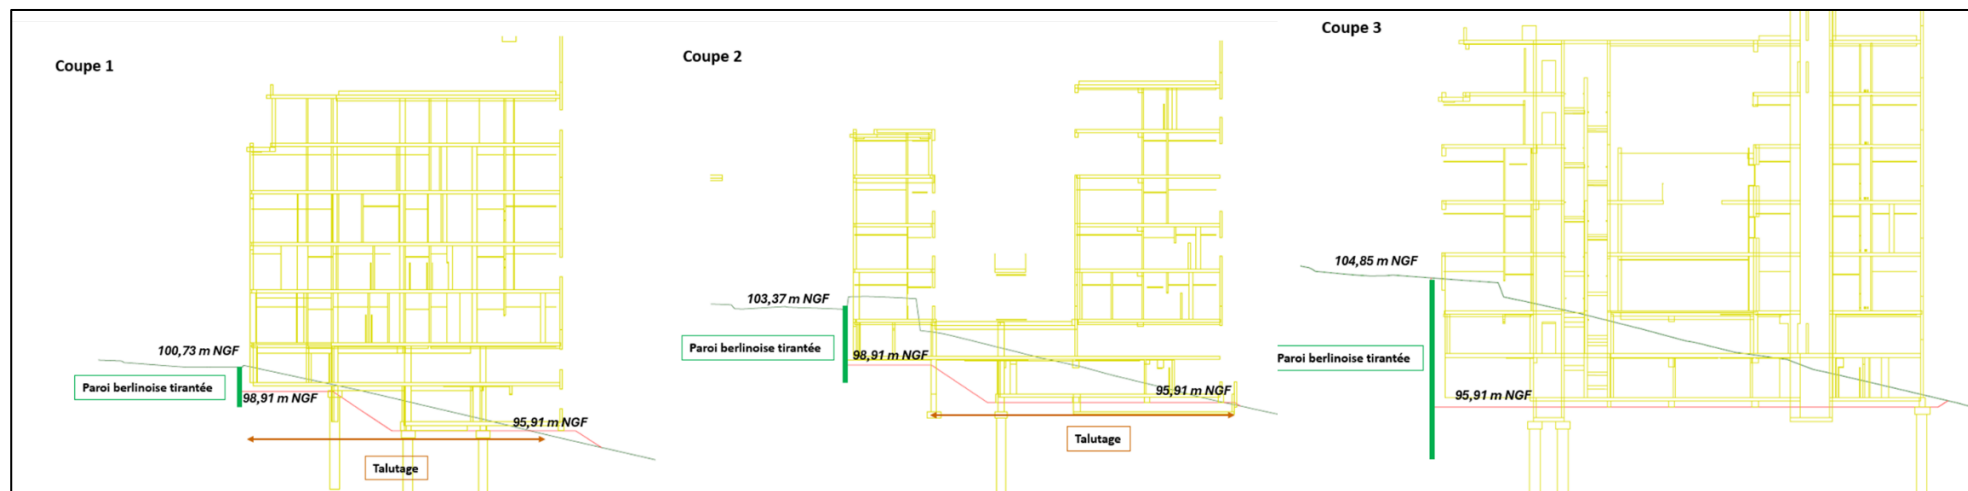 Coupe 1
100,73 m NGF
Paroi berlinoise tirantée
98,91 m NGF
95,91 m NGF
Talutage
Coupe 2
103,37 m NGF
Paroi berlinoise tirantée
98,91 m NGF
95,91 m NGF
Talutage
Coupe 3
104,85 m NGF
Paroi berlinoise tirantée
95,91 m NGF